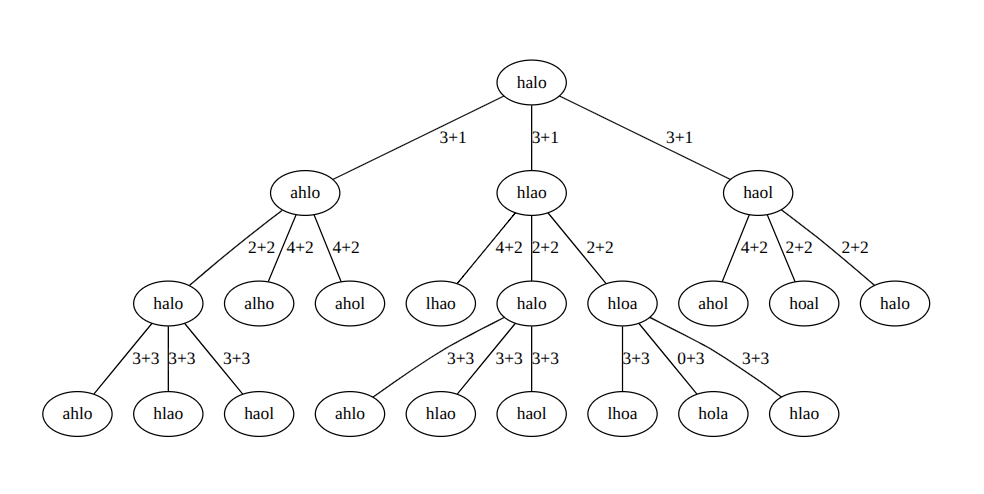 halo
3+1 3+1 3+1
ahlo hlao haol
2+2 4+2 4+2 4+2 2+2 2+2 4+2 2+2 2+2
halo alho ahol lhao halo hloa ahol hoal halo
3+3 3+3 3+3 3+3 3+3 3+3 3+3 0+3 3+3
ahlo hlao haol ahlo hlao haol lhoa hola hlao